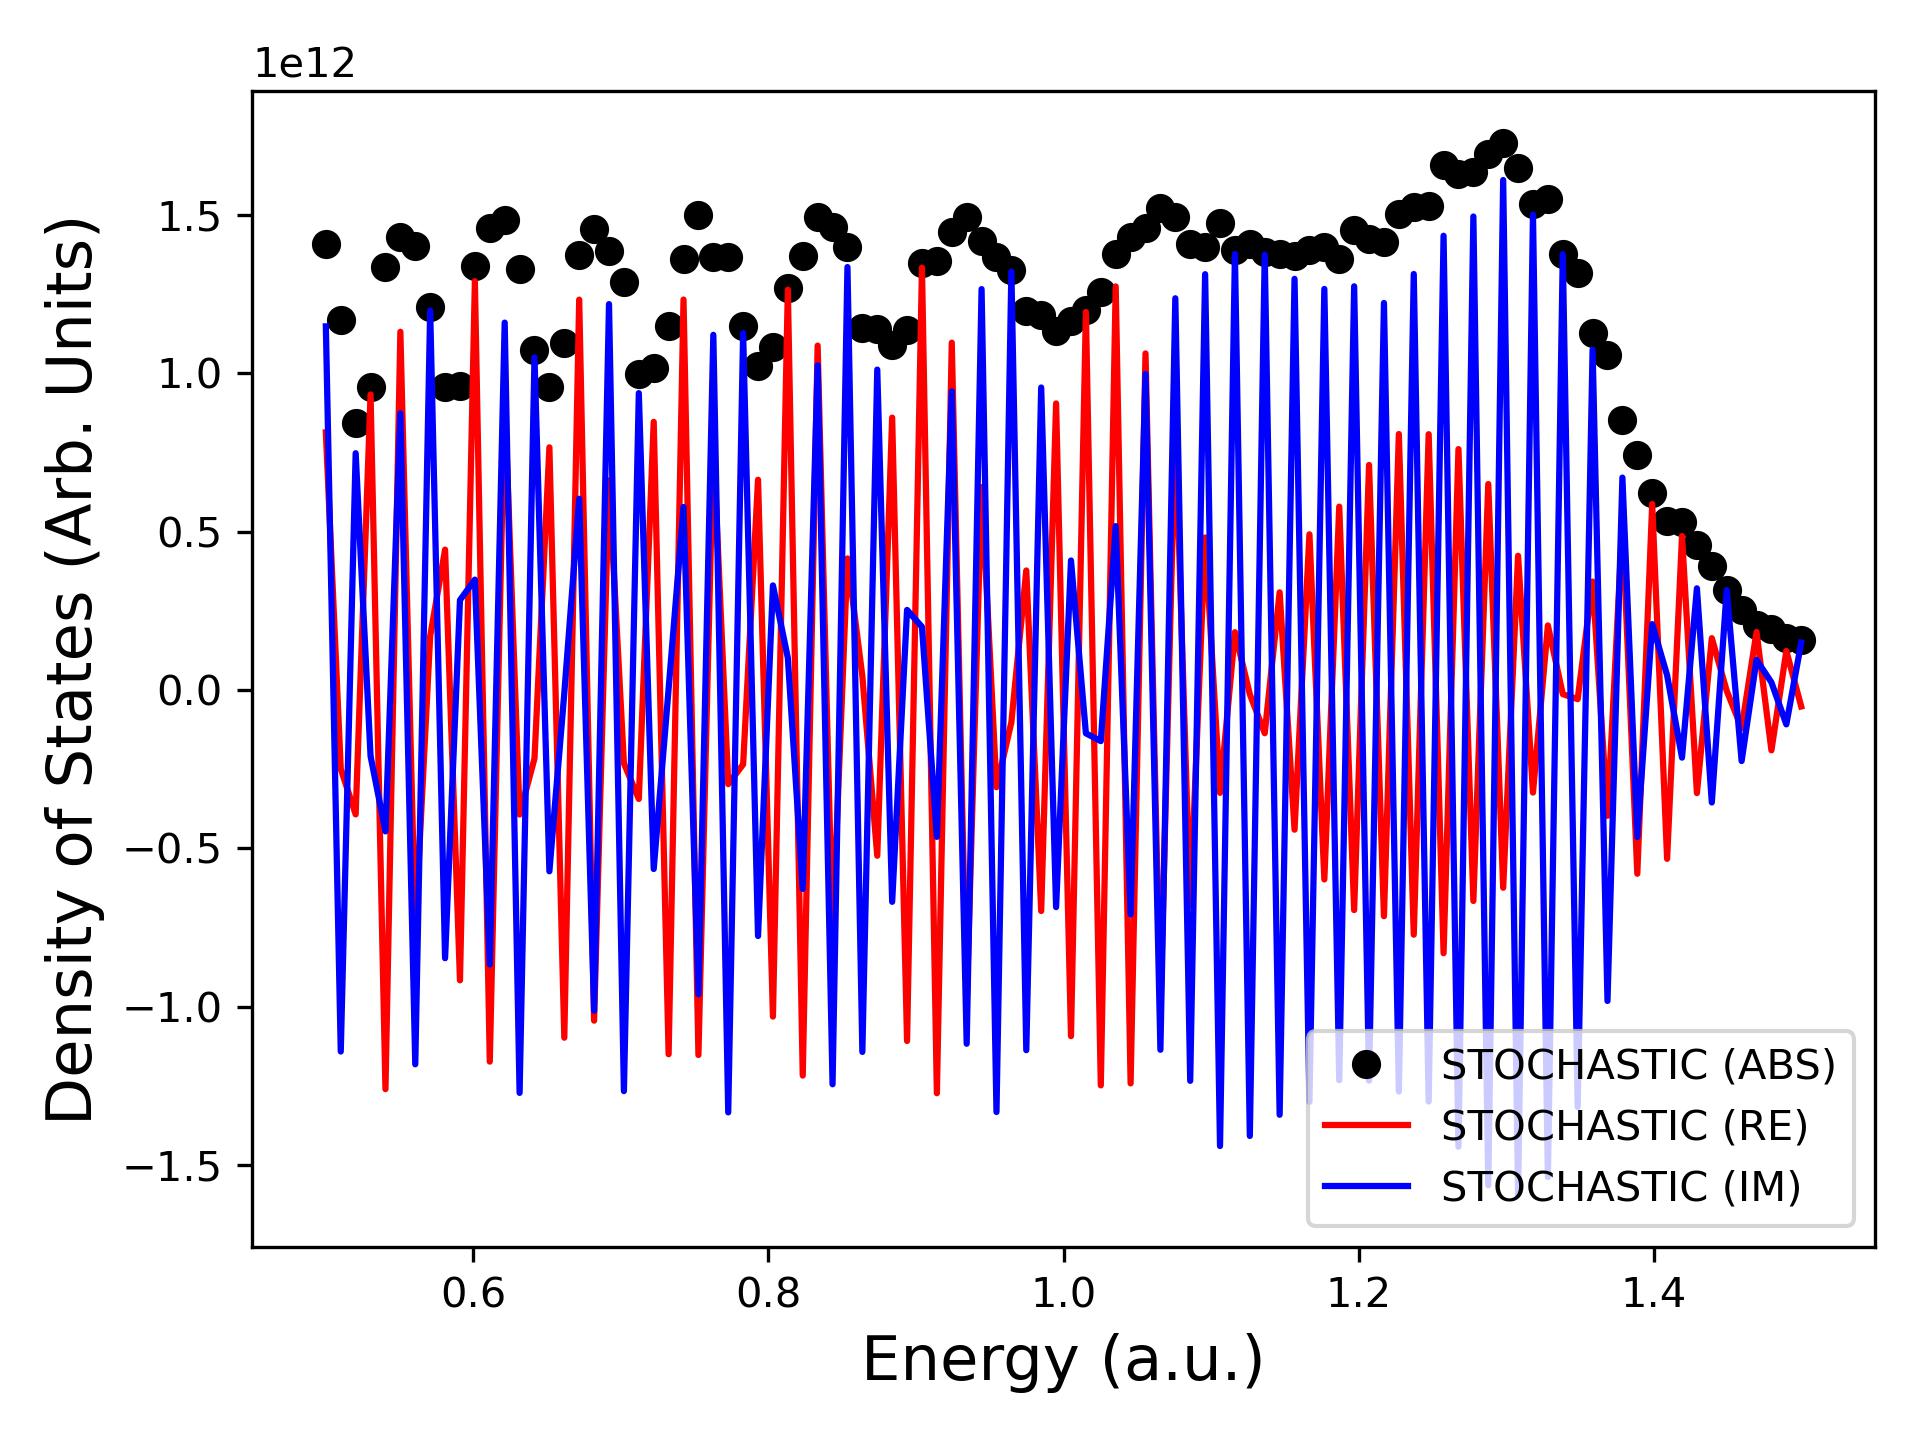 1e12
Density of States (Arb. Units)
1.5
1.0
0.5
0.0
−0.5
−1.0
−1.5
STOCHASTIC (ABS)
STOCHASTIC (RE)
STOCHASTIC (IM)
0.6 0.8 1.0 1.2 1.4
Energy (a.u.)